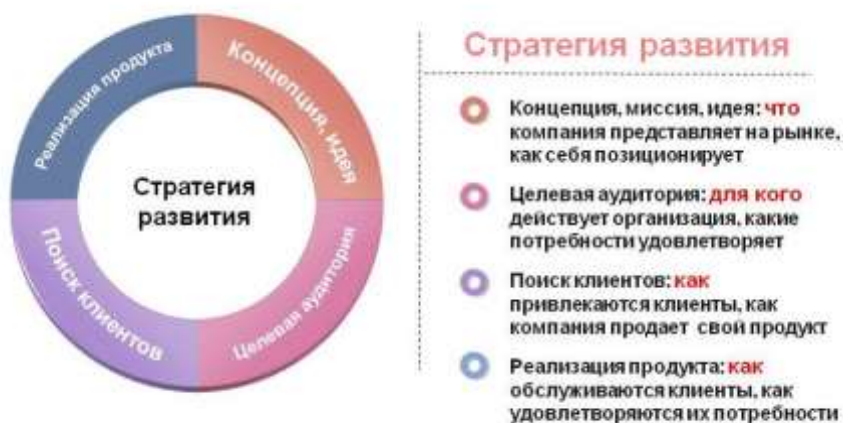 Реализация продукта
Концепция, идея
Стратегия
развития
Поиск клиентов
Целевая аудитория
Стратегия развития
Концепция, миссия, идея: что
компания представляет на рынке,
как себя позиционирует
Целевая аудитория: для кого
действует организация, какие
потребности удовлетворяет
Поиск клиентов: как
привлекаются клиенты, как
компания продает свой продукт
Реализация продукта: как
обслуживаются клиенты, как
удовлетворяются их потребности